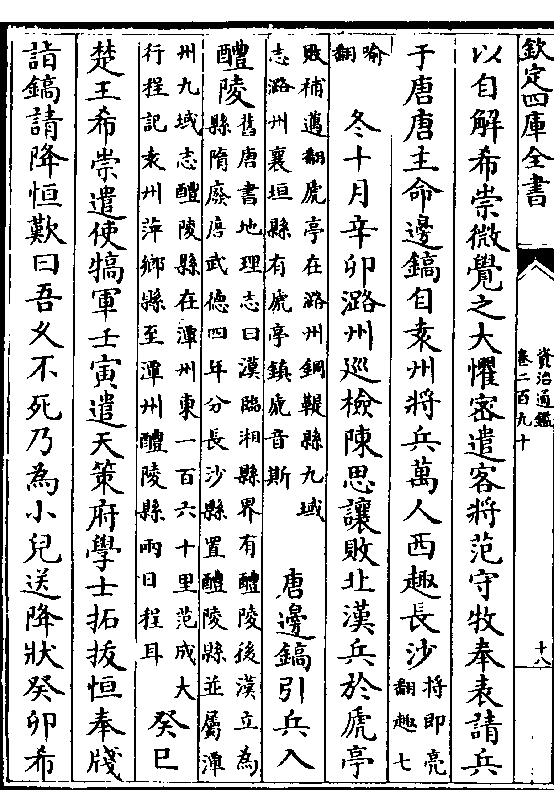 欽定四庫全書
資治通鑑
卷二百九十
十八
以自解希崇微覺之大懼密遣客將范守牧奉表請兵
于唐唐主命邊鎬自袁州將兵萬人西趣長沙
將即亮
翻趣七
喻
翻
冬十月辛卯潞州巡檢陳思讓敗北漢兵於虒亭
敗補邁翻虒亭在潞州銅鞮縣九域
志潞州襄垣縣有虒亭鎮虒音斯
唐邊鎬引兵入
醴陵
舊唐書地理志曰漢臨湘縣界有醴陵後漢立為
縣隋廢唐武德四年分長沙縣置醴陵縣並屬潭
州九域志醴陵縣在潭州東一百六十里范成大
行程記袁州萍鄉縣至潭州醴陵縣兩日程耳
癸巳
楚王希崇遣使犒軍壬寅遣天策府學士拓拔恒奉牋
詣鎬請降恒歎曰吾乆不死乃為小兒送降狀癸卯希